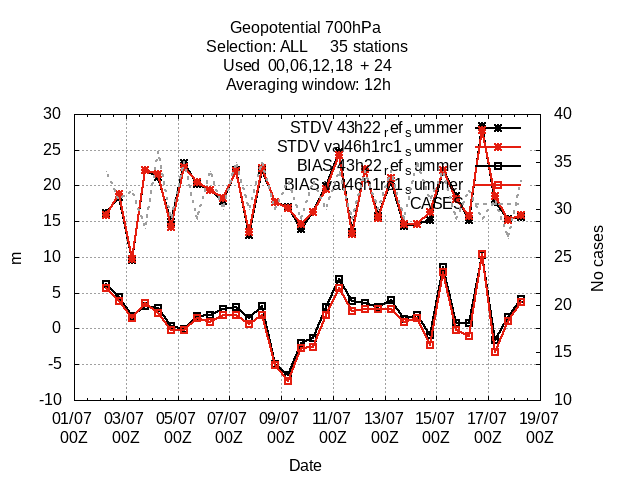 Geopotential 700hPa
Selection: ALL 35 stations
Used 00,06,12,18 + 24
Averaging window: 12h
STDV 43h22_ref_summer
STDV val46h1rc1_summer
BIAS 43h22_ref_summer
BIAS val46h1rc1_summer
CASES
30
25
20
15
10
5
0
-5
-10
m
40
35
30
25
20
15
10
No cases
01/07 03/07 05/07 07/07 09/07 11/07 13/07 15/07 17/07 19/07
00Z 00Z 00Z 00Z 00Z 00Z 00Z 00Z 00Z 00Z
Date